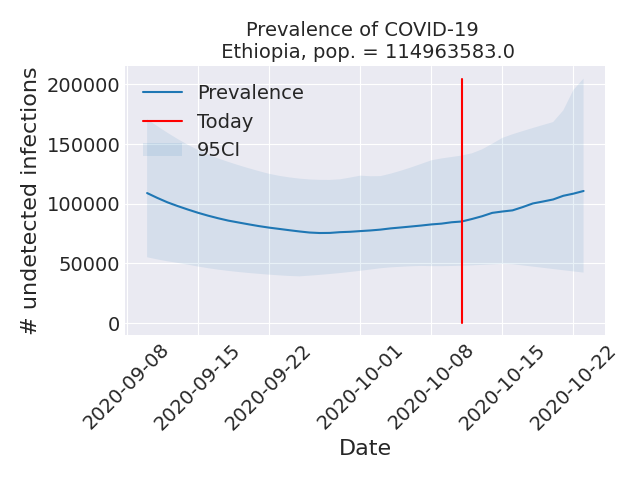 Prevalence of COVID-19
Ethiopia, pop. = 114963583.0
# undetected infections
200000
150000
100000
50000
0
Prevalence
Today
95CI
2020-09-08
2020-09-15
2020-09-22
2020-10-01
2020-10-08
2020-10-15
2020-10-22
Date